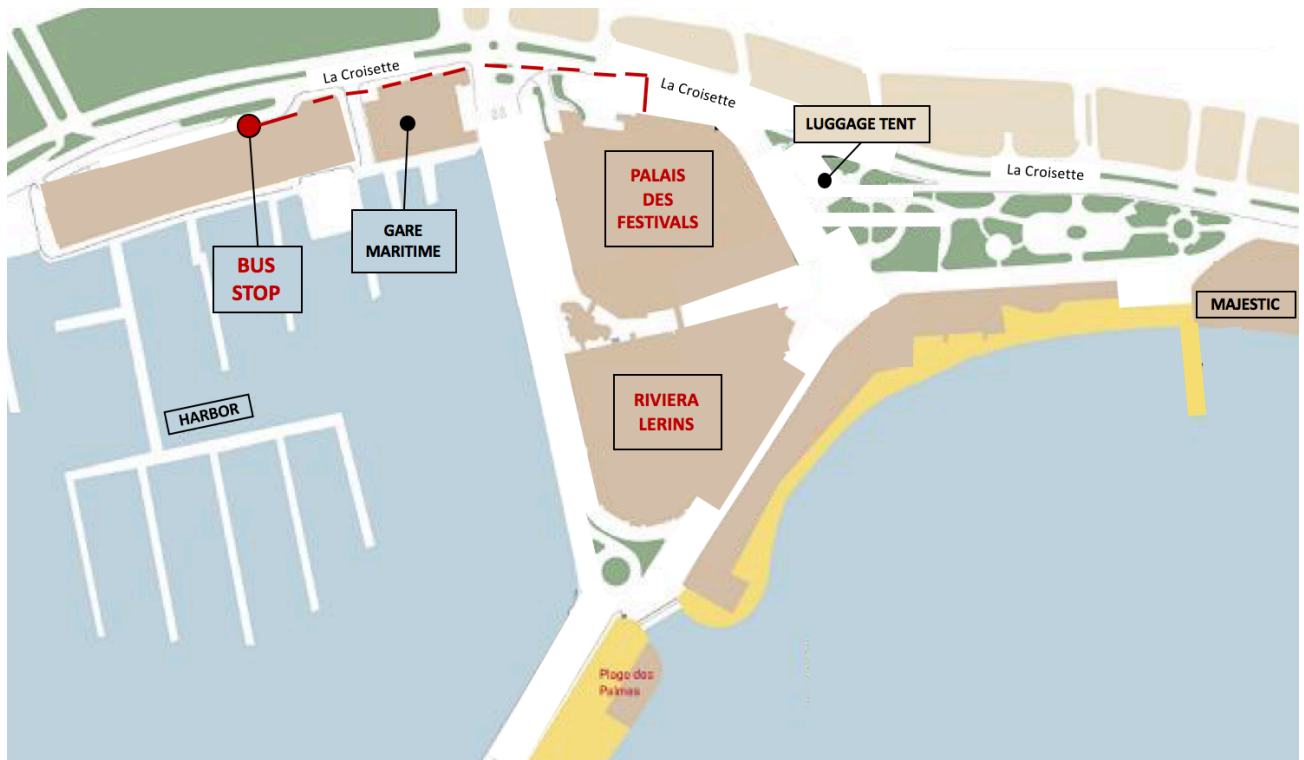 La Croisette
La Croisette
LUGGAGE TENT
La Croisette
PALAIS
DES
FESTIVALS
GARE
MARITIME
BUS
STOP
MAJESTIC
HARBOR
RIVIERA
LERINS
Plage des
Palmes